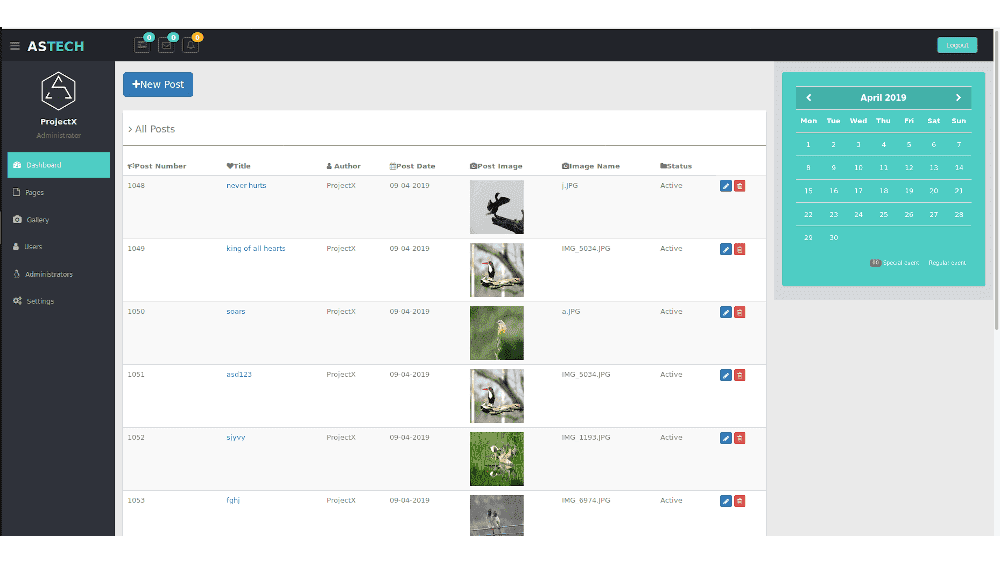 ASTECH
0 0 0
Logout
ProjectX
Administrator
Dashboard
Pages
Gallery
Users
Administrators
Settings
+New Post
> All Posts
Post Number Title Author Post Date Post Image Image Name Status
1048 never hurts ProjectX 09-04-2019 j.JPG Active
1049 king of all hearts ProjectX 09-04-2019 IMG_5034.JPG Active
1050 soars ProjectX 09-04-2019 a.JPG Active
1051 asd123 ProjectX 09-04-2019 IMG_5034.JPG Active
1052 sjyvy ProjectX 09-04-2019 IMG_1193.JPG Active
1053 fghj ProjectX 09-04-2019 IMG_6974.JPG Active
April 2019
Mon Tue Wed Thu Fri Sat Sun
1 2 3 4 5 6 7
8 9 10 11 12 13 14
15 16 17 18 19 20 21
22 23 24 25 26 27 28
29 30
Special event Regular event